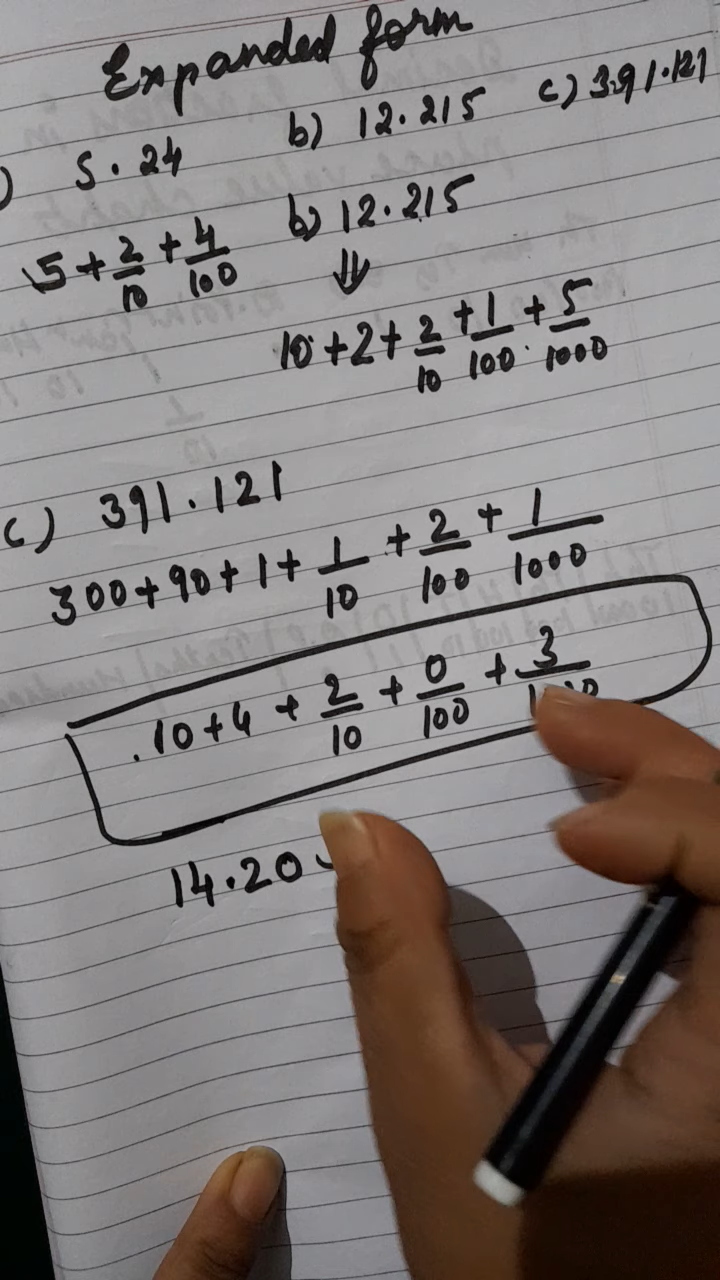 Expanded form
) 5.24 b) 12.215 c) 391.121
5 + 2/10 + 4/100 b) 12.215
⇓
10 + 2 + 2/10 + 1/100 + 5/1000
c) 391.121
300 + 90 + 1 + 1/10 + 2/100 + 1/1000
.10 + 4 + 2/10 + 0/100 + 3/
14.20